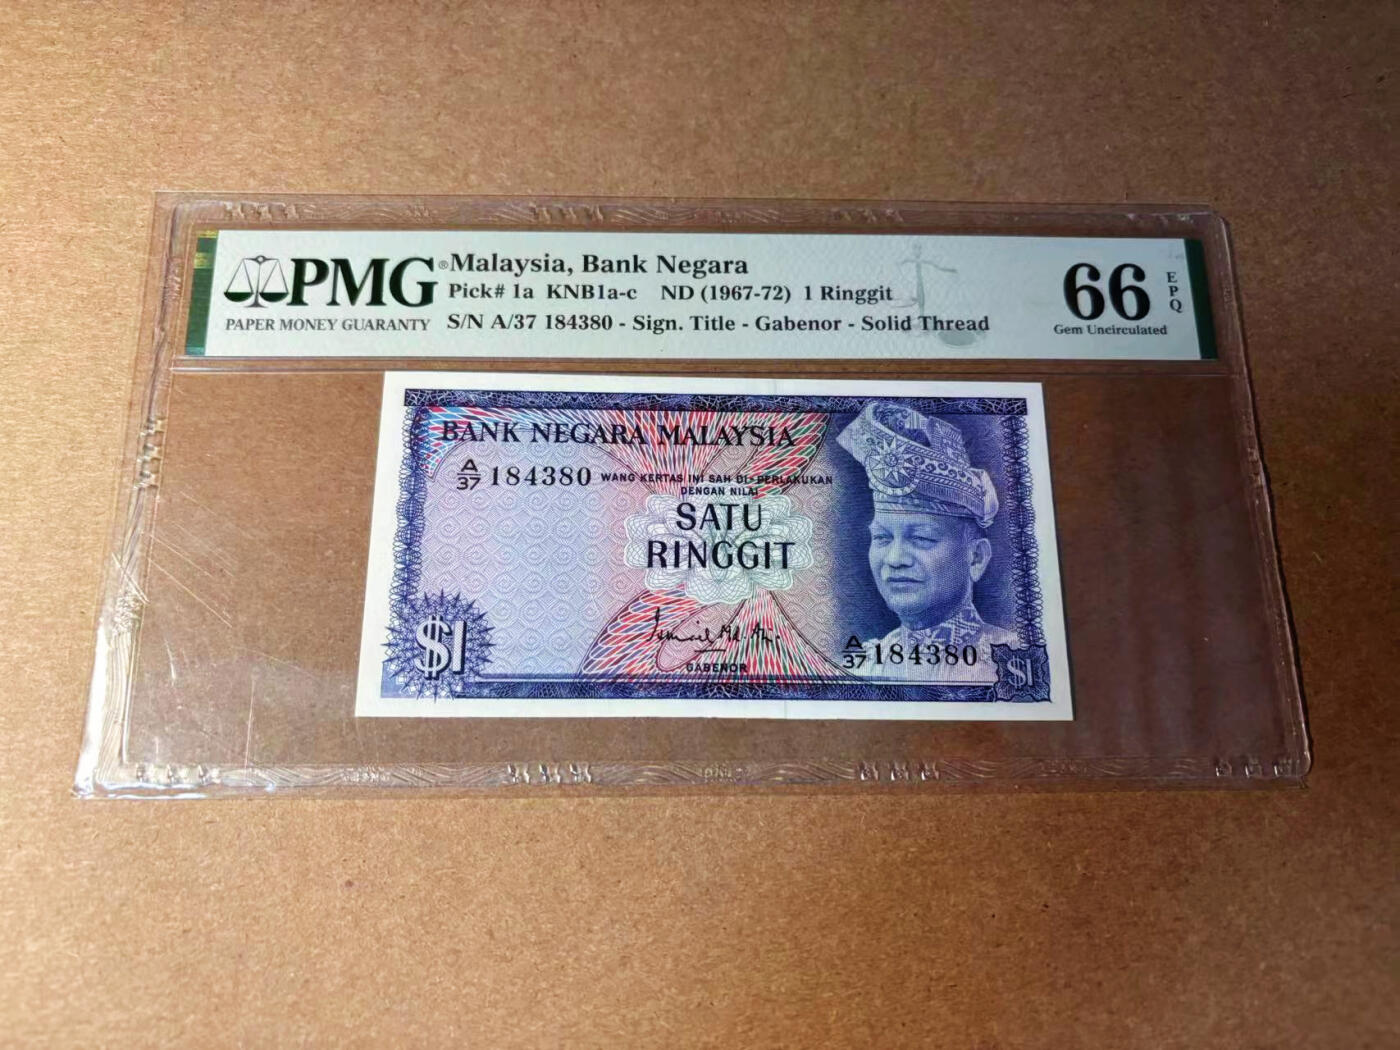 PMG®
PAPER MONEY GUARANTY
Malaysia, Bank Negara
Pick# 1a KNB1a-c ND (1967-72) 1 Ringgit
S/N A/37 184380 - Sign. Title - Gabenor - Solid Thread
66
EPQ
Gem Uncirculated
BANK NEGARA MALAYSIA
A/37 184380
WANG KERTAS INI SAH DI-PERLAKUKAN
DENGAN NILAI
SATU
RINGGIT
GABENOR
A/37 184380
$1
$1